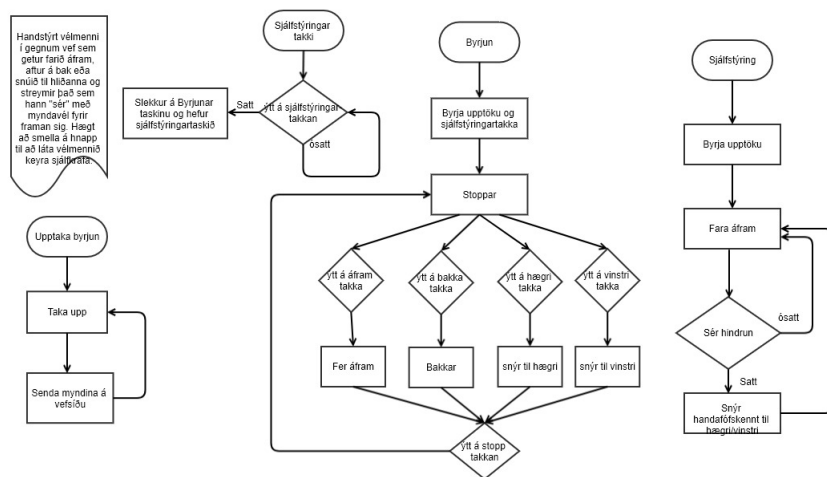 Handstýrt vélmenni
í gegnum vef sem
getur farið áfram,
aftur á bak eða
snúið til hliðanna og
streymir það sem
hann "sér" með
myndavél fyrir
framan sig. Hægt
að smella á hnapp
til að láta vélmennið
keyra sjálfkrafa.
Sjálfstýringar
takki
ýtt á sjálfstýringar
takkan
Satt
ósatt
Slekkur á Byrjunar
taskinu og hefur
sjálfstýringartaskið
Upptaka byrjun
Taka upp
Senda myndina á
vefsíðu
Byrjun
Byrja upptöku og
sjálfstýringartakka
Stoppar
ýtt á áfram
takka
ýtt á bakka
takka
ýtt á hægri
takka
ýtt á vinstri
takka
Fer áfram
Bakkar
snýr til hægri
snýr til vinstri
ýtt á stopp
takkan
Sjálfstýring
Byrja upptöku
Fara áfram
Sér hindrun
ósatt
Satt
Snýr
handafófskennt til
hægri/vinstri